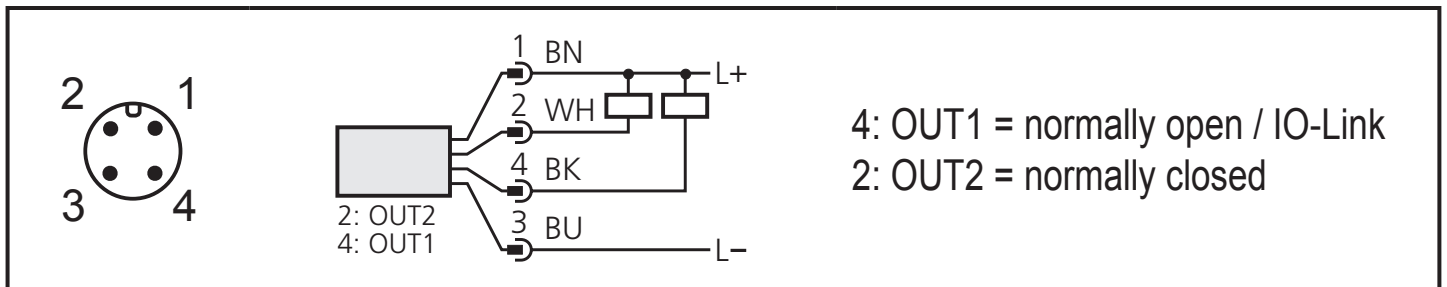 2 1
3 4
1 BN
L+
2 WH
4 BK
3 BU
L−
2: OUT2
4: OUT1
4: OUT1 = normally open / IO-Link
2: OUT2 = normally closed